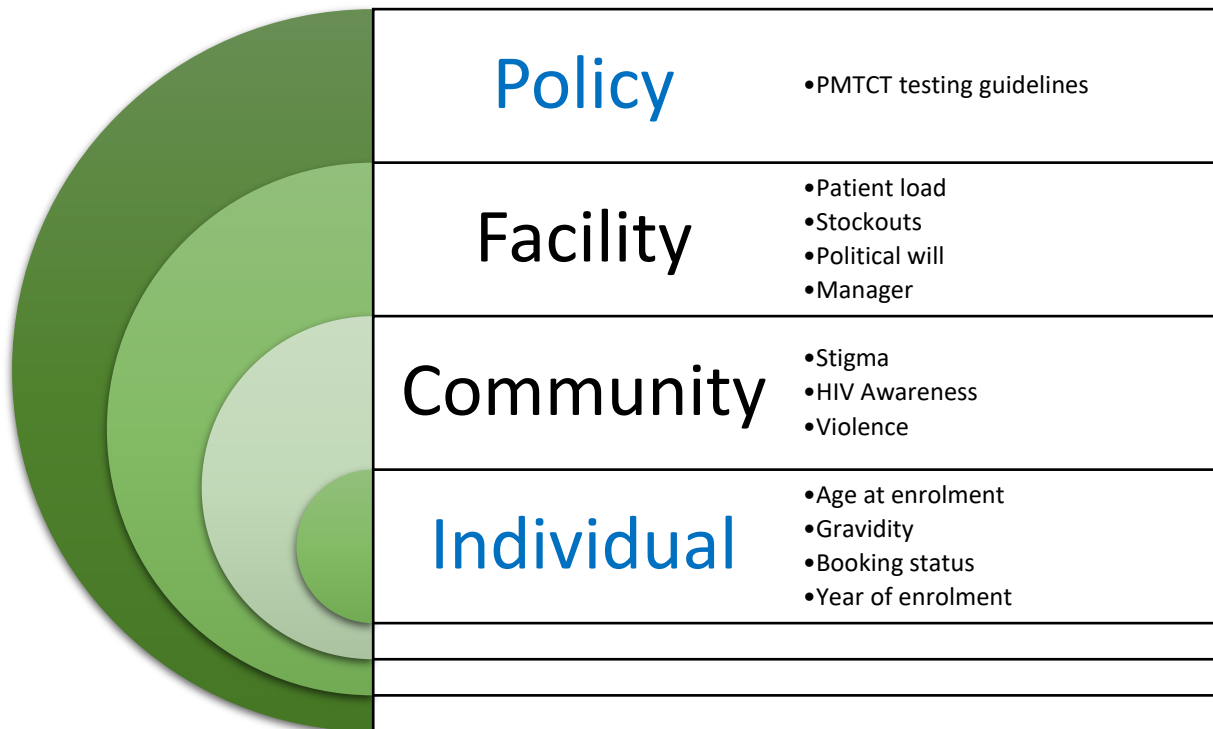 Policy
•PMTCT testing guidelines
Facility
•Patient load
•Stockouts
•Political will
•Manager
Community
•Stigma
•HIV Awareness
•Violence
Individual
•Age at enrolment
•Gravidity
•Booking status
•Year of enrolment